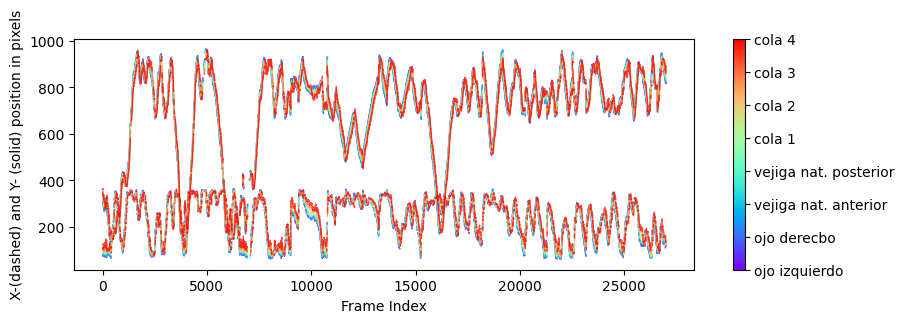 X-(dashed) and Y- (solid) position in pixels
1000
800
600
400
200
0
5000
10000
15000
20000
25000
Frame Index
cola 4
cola 3
cola 2
cola 1
vejiga nat. posterior
vejiga nat. anterior
ojo derecbo
ojo izquierdo